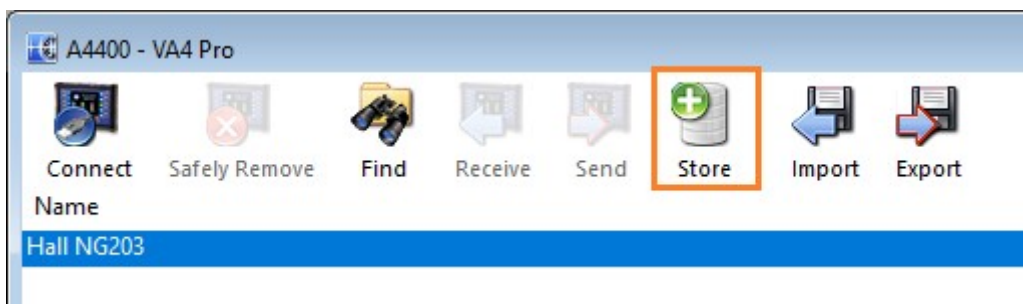 A4400 - VA4 Pro
Connect Safely Remove Find Receive Send Store Import Export
Name
Hall NG203